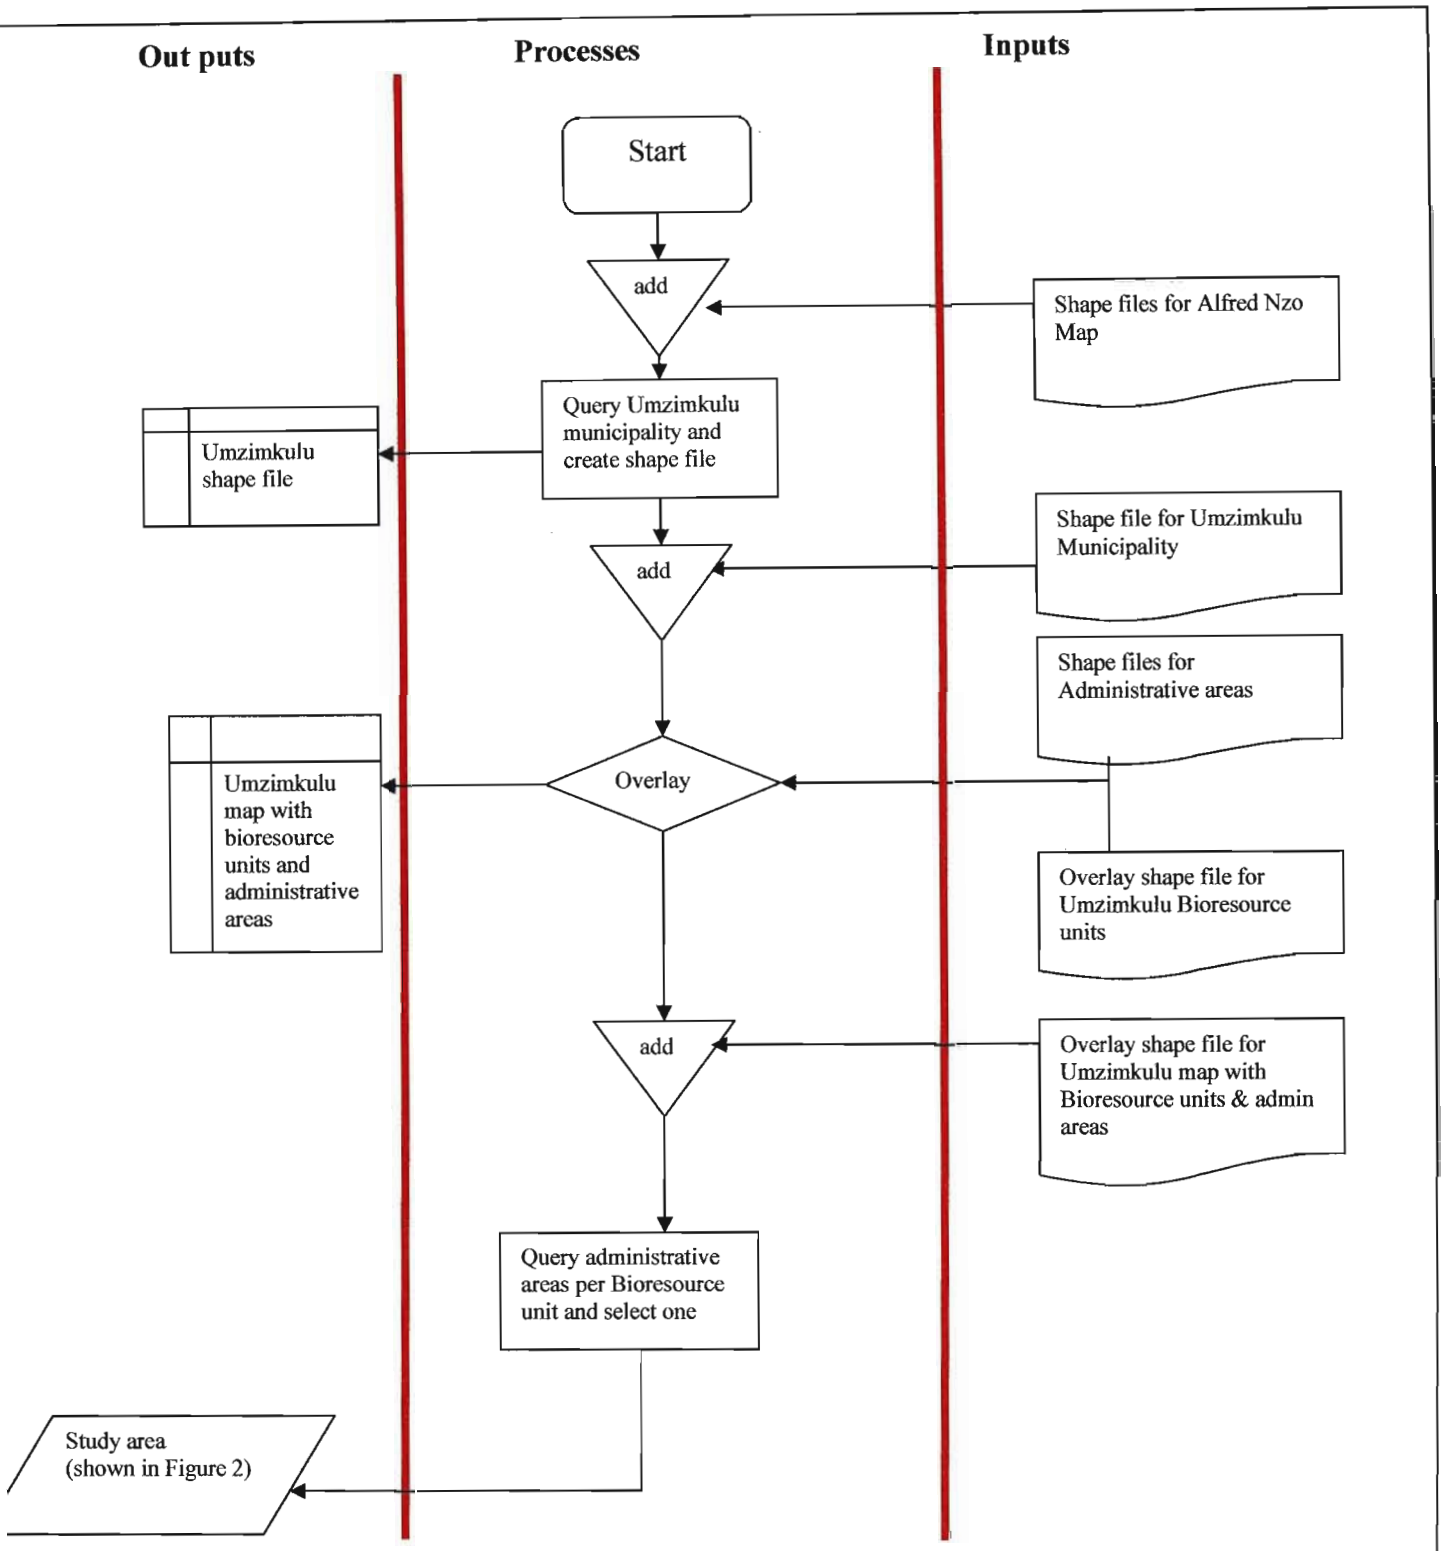 Out puts
Processes
Inputs
Start
add
Shape files for Alfred Nzo
Map
Query Umzimkulu
municipality and
create shape file
Umzimkulu
shape file
Shape file for Umzimkulu
Municipality
add
Shape files for
Administrative areas
Overlay
Umzimkulu
map with
bioresource
units and
administrative
areas
Overlay shape file for
Umzimkulu Bioresource
units
add
Overlay shape file for
Umzimkulu map with
Bioresource units & admin
areas
Query administrative
areas per Bioresource
unit and select one
Study area
(shown in Figure 2)